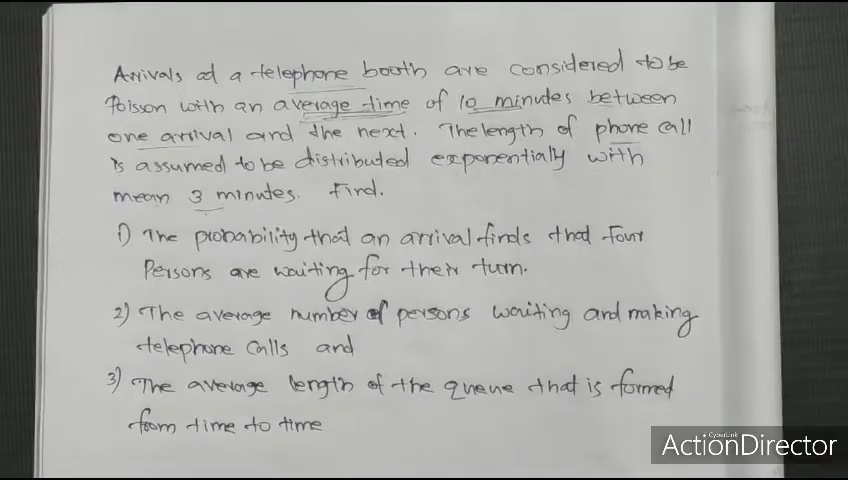 Arrivals at a telephone booth are considered to be
Poisson with an average time of 10 minutes between
one arrival and the next. The length of phone call
is assumed to be distributed exponentially with
mean 3 minutes. Find.
1) The probability that an arrival finds that four
Persons are waiting for their turn.
2) The average number of persons waiting and making
telephone calls and
3) The average length of the queue that is formed
from time to time
CyberLink
ActionDirector